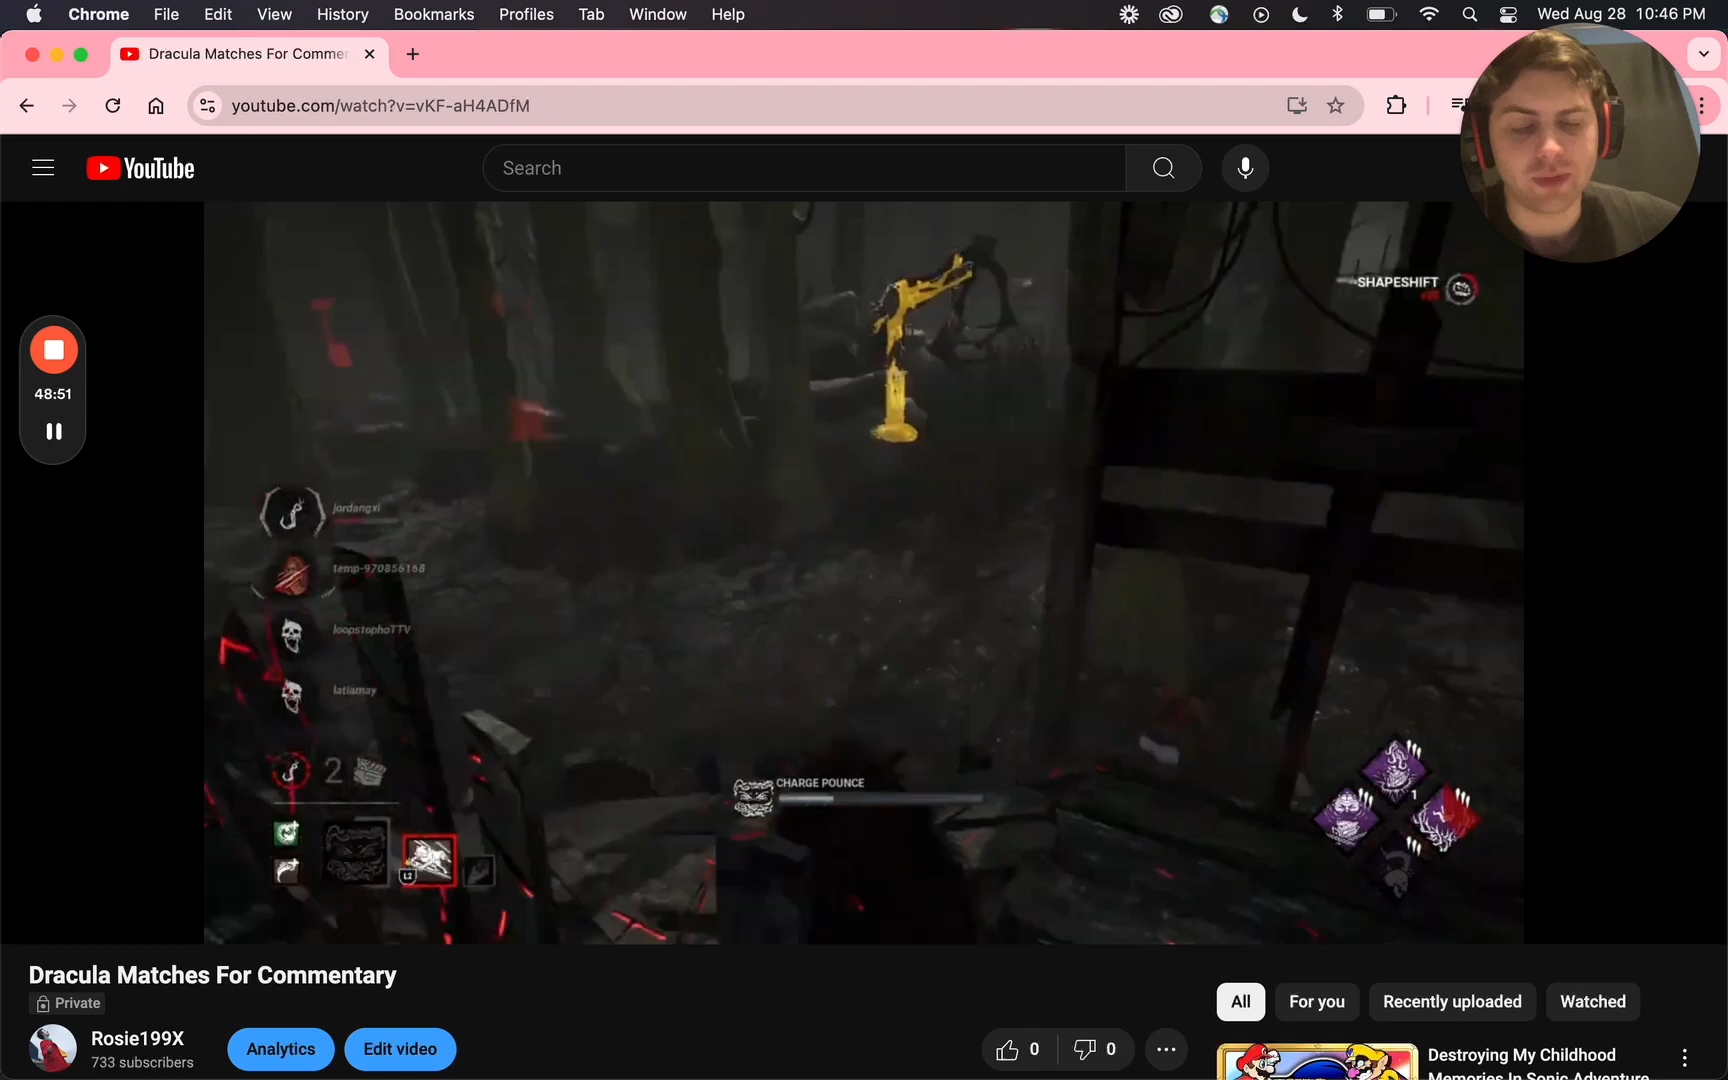 Chrome File Edit View History Bookmarks Profiles Tab Window Help Wed Aug 28 10:46 PM
Dracula Matches For Commer
youtube.com/watch?v=vKF-aH4ADfM
YouTube
Search
SHAPESHIFT
48:51
jordangxi
temp-970856168
loopstophoTTV
latiamay
2
CHARGE POUNCE
1
L2
Dracula Matches For Commentary
Private
All For you Recently uploaded Watched
Rosie199X
733 subscribers
Analytics Edit video
0 0
Destroying My Childhood
Memories In Sonic Adventure